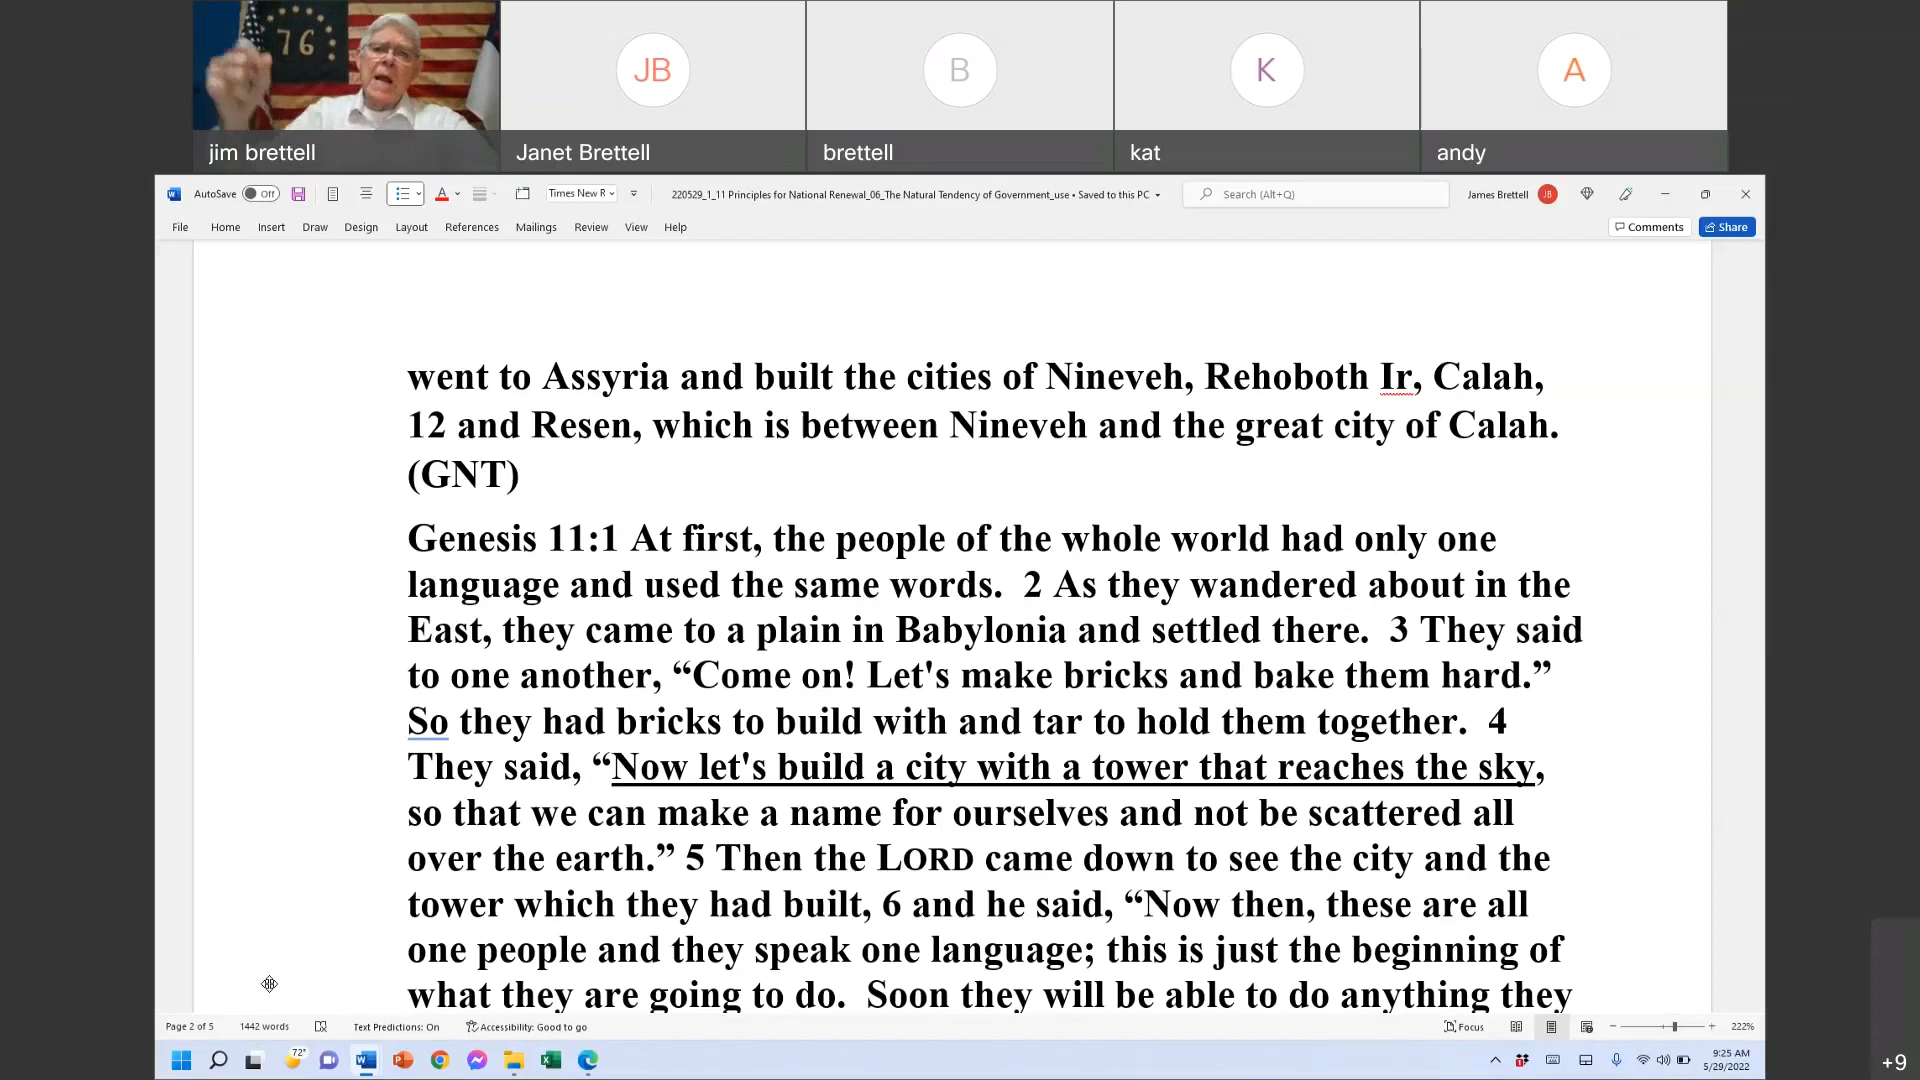 76
JB
B
K
A
jim brettell
Janet Brettell
brettell
kat
andy
AutoSave Off
Times New R
220529_1_11 Principles for National Renewal_06_The Natural Tendency of Government_use • Saved to this PC
Search (Alt+Q)
James Brettell JB
File Home Insert Draw Design Layout References Mailings Review View Help
Comments Share
went to Assyria and built the cities of Nineveh, Rehoboth Ir, Calah,
12 and Resen, which is between Nineveh and the great city of Calah.
(GNT)
Genesis 11:1 At first, the people of the whole world had only one
language and used the same words.  2 As they wandered about in the
East, they came to a plain in Babylonia and settled there.  3 They said
to one another, “Come on! Let's make bricks and bake them hard.”
So they had bricks to build with and tar to hold them together.  4
They said, “Now let's build a city with a tower that reaches the sky,
so that we can make a name for ourselves and not be scattered all
over the earth.” 5 Then the LORD came down to see the city and the
tower which they had built, 6 and he said, “Now then, these are all
one people and they speak one language; this is just the beginning of
what they are going to do.  Soon they will be able to do anything they
Page 2 of 5 1442 words Text Predictions: On Accessibility: Good to go Focus 222%
72°
9:25 AM
5/29/2022
+9